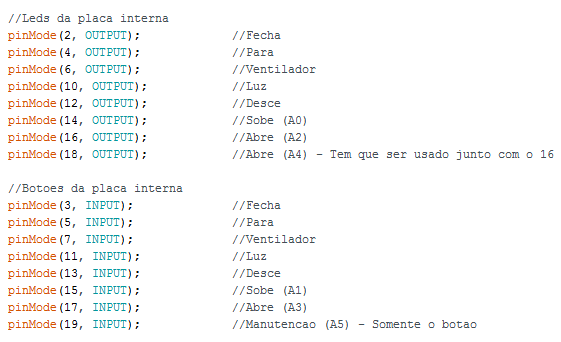 //Leds da placa interna
pinMode(2, OUTPUT); //Fecha
pinMode(4, OUTPUT); //Para
pinMode(6, OUTPUT); //Ventilador
pinMode(10, OUTPUT); //Luz
pinMode(12, OUTPUT); //Desce
pinMode(14, OUTPUT); //Sobe (A0)
pinMode(16, OUTPUT); //Abre (A2)
pinMode(18, OUTPUT); //Abre (A4) - Tem que ser usado junto com o 16
//Botoes da placa interna
pinMode(3, INPUT); //Fecha
pinMode(5, INPUT); //Para
pinMode(7, INPUT); //Ventilador
pinMode(11, INPUT); //Luz
pinMode(13, INPUT); //Desce
pinMode(15, INPUT); //Sobe (A1)
pinMode(17, INPUT); //Abre (A3)
pinMode(19, INPUT); //Manutencao (A5) - Somente o botao